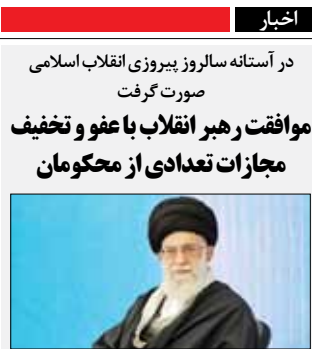 اخبار
در آستانه سالروز پیروزی انقلاب اسلامی
صورت گرفت
موافقت رهبر انقلاب با عفو و تخفیف
مجازات تعدادی از محکومان